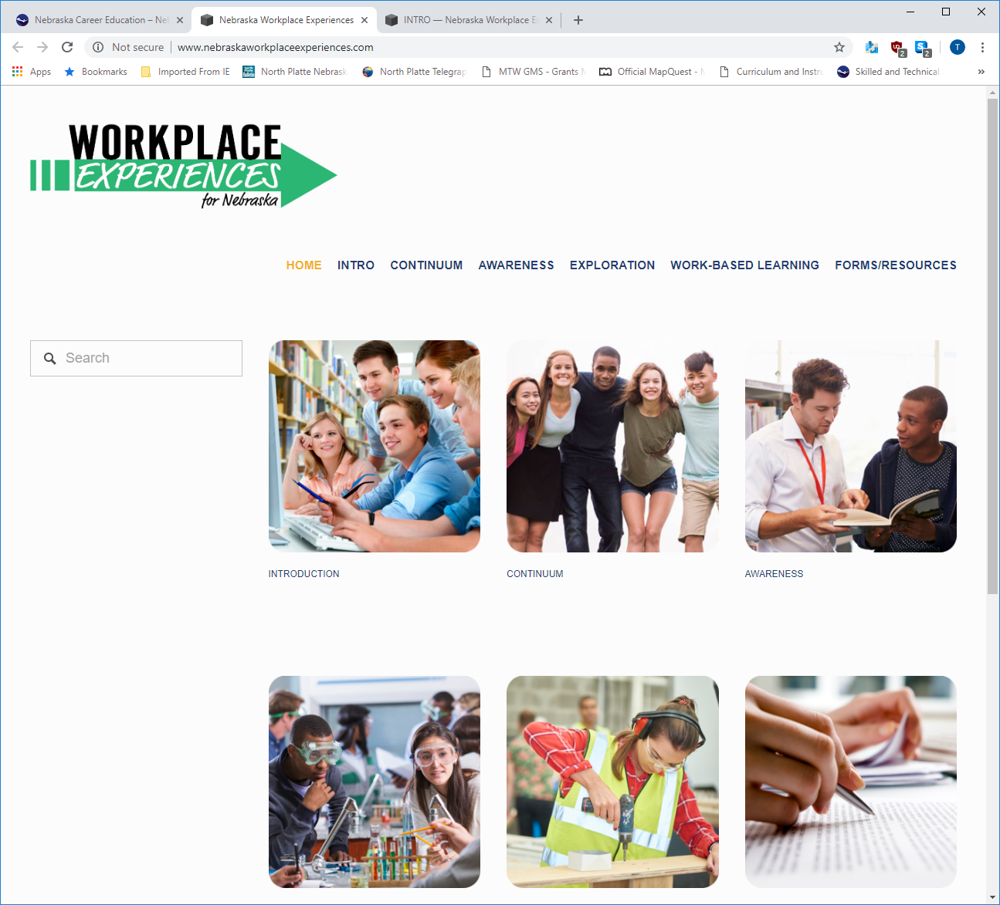 Nebraska Career Education – Ne
Nebraska Workplace Experiences
INTRO — Nebraska Workplace E
Not secure
www.nebraskaworkplaceexperiences.com
T
2
2
Apps
Bookmarks
Imported From IE
North Platte Nebrask
North Platte Telegrap
MTW GMS - Grants M
Official MapQuest -
Curriculum and Instru
Skilled and Technical
»
WORKPLACE
EXPERIENCES
for Nebraska
HOME INTRO CONTINUUM AWARENESS EXPLORATION WORK-BASED LEARNING FORMS/RESOURCES
Search
INTRODUCTION
CONTINUUM
AWARENESS